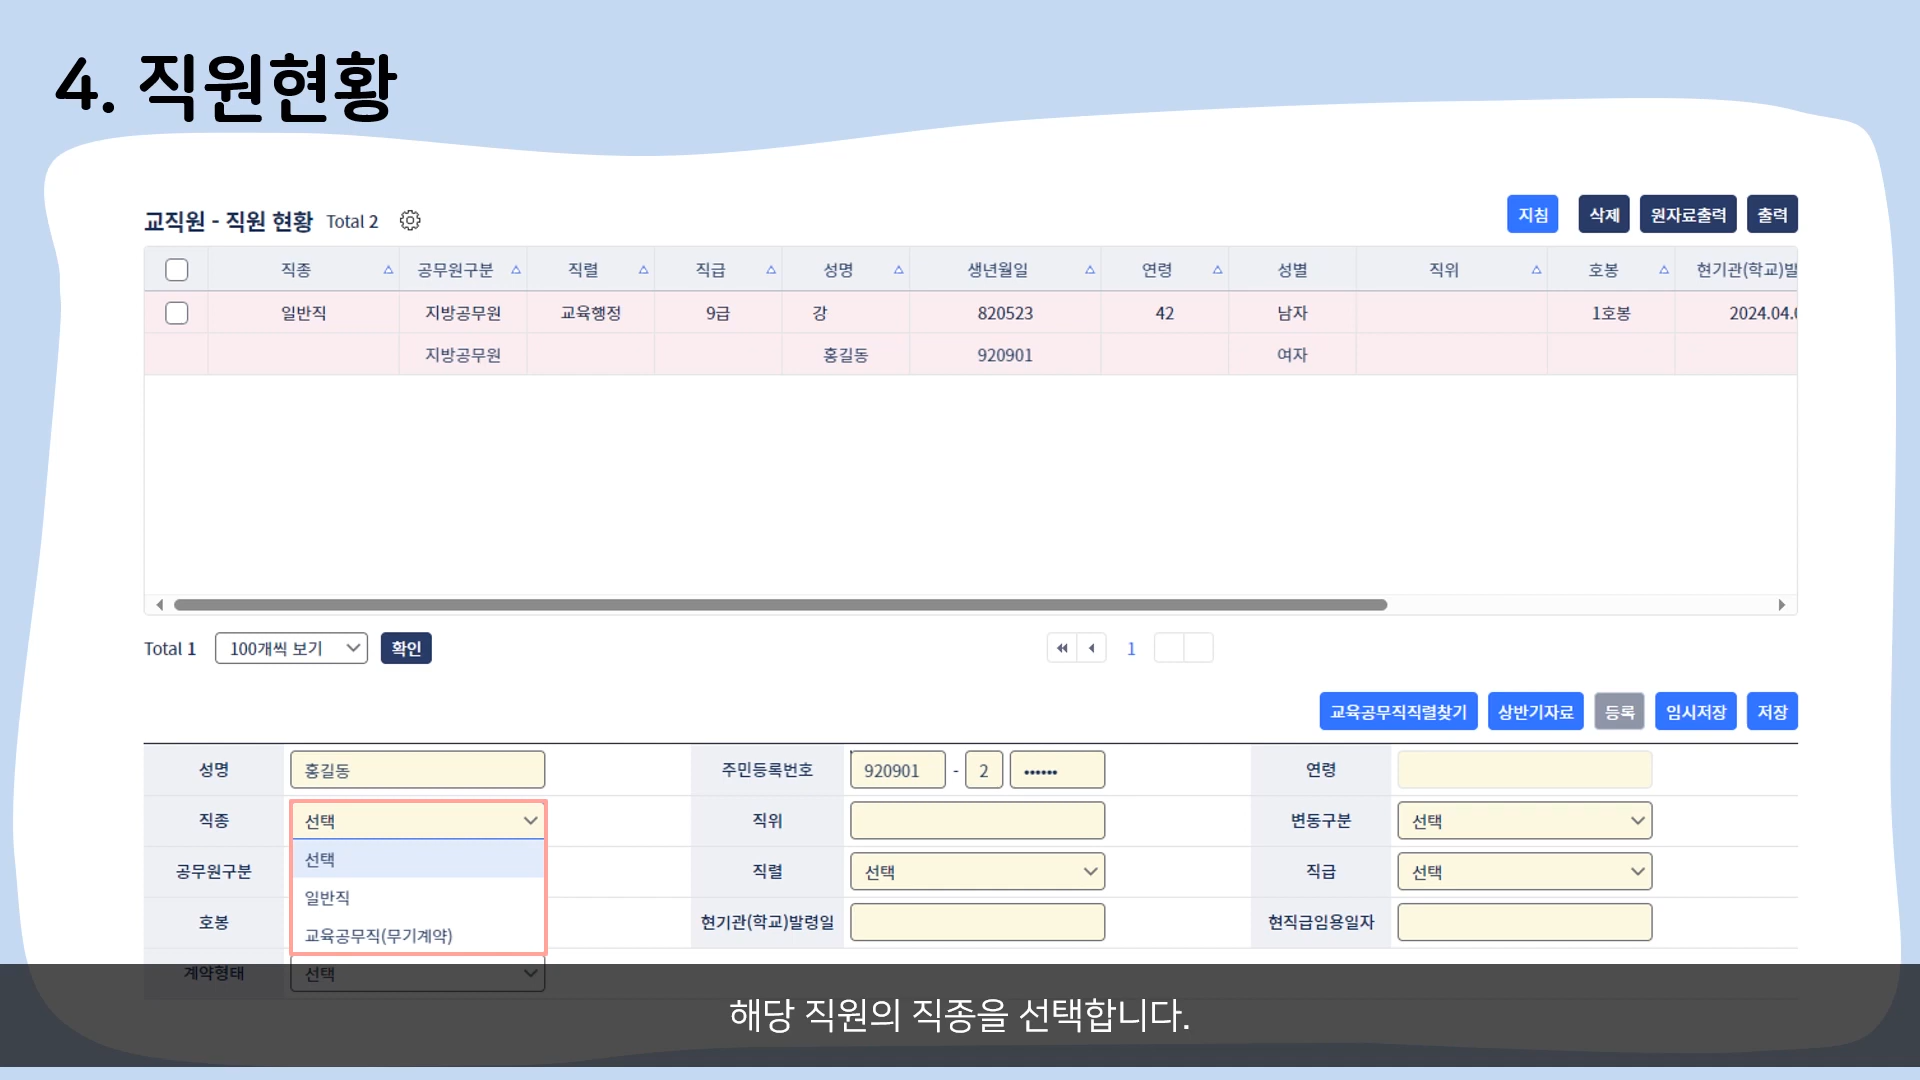 4. 직원현황
교직원 - 직원 현황 Total 2
지침 삭제 원자료출력 출력
직종 공무원구분 직렬 직급 성명 생년월일 연령 성별 직위 호봉 현기관(학교)발
일반직 지방공무원 교육행정 9급 강 820523 42 남자 1호봉 2024.04.0
지방공무원 홍길동 920901 여자
Total 1 100개씩 보기 확인 1
교육공무직직렬찾기 상반기자료 등록 임시저장 저장
성명 홍길동 주민등록번호 920901 - 2 •••••• 연령
직종 선택 직위 변동구분 선택
선택
공무원구분 직렬 선택 직급 선택
일반직
호봉 현기관(학교)발령일 현직급임용일자
교육공무직(무기계약)
계약형태 선택
해당 직원의 직종을 선택합니다.